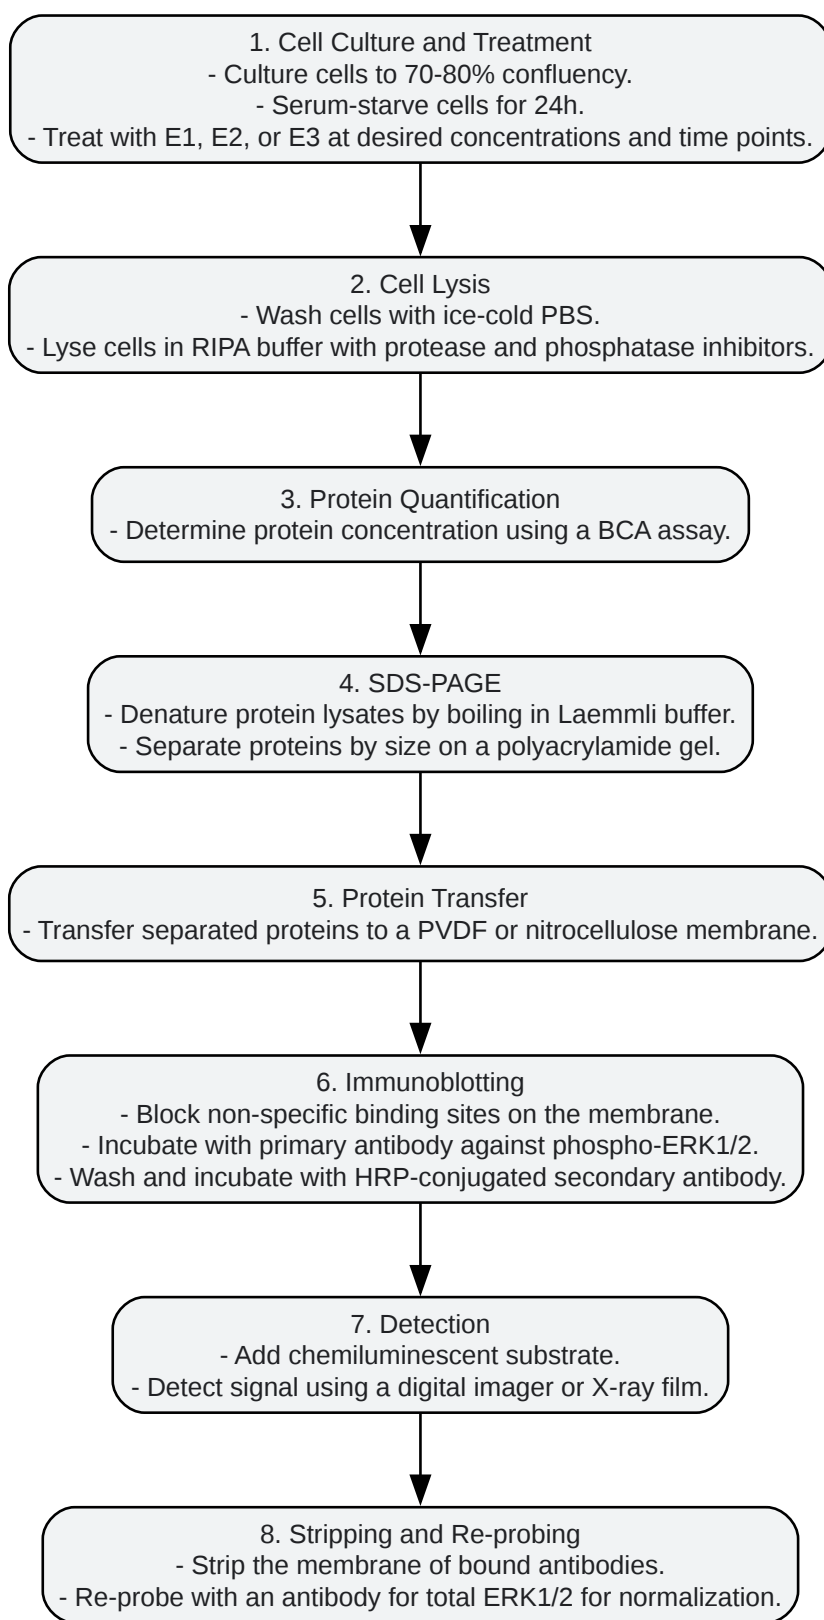 1. Cell Culture and Treatment
- Culture cells to 70-80% confluency.
- Serum-starve cells for 24h.
- Treat with E1, E2, or E3 at desired concentrations and time points.
2. Cell Lysis
- Wash cells with ice-cold PBS.
- Lyse cells in RIPA buffer with protease and phosphatase inhibitors.
3. Protein Quantification
- Determine protein concentration using a BCA assay.
4. SDS-PAGE
- Denature protein lysates by boiling in Laemmli buffer.
- Separate proteins by size on a polyacrylamide gel.
5. Protein Transfer
- Transfer separated proteins to a PVDF or nitrocellulose membrane.
6. Immunoblotting
- Block non-specific binding sites on the membrane.
- Incubate with primary antibody against phospho-ERK1/2.
- Wash and incubate with HRP-conjugated secondary antibody.
7. Detection
- Add chemiluminescent substrate.
- Detect signal using a digital imager or X-ray film.
8. Stripping and Re-probing
- Strip the membrane of bound antibodies.
- Re-probe with an antibody for total ERK1/2 for normalization.